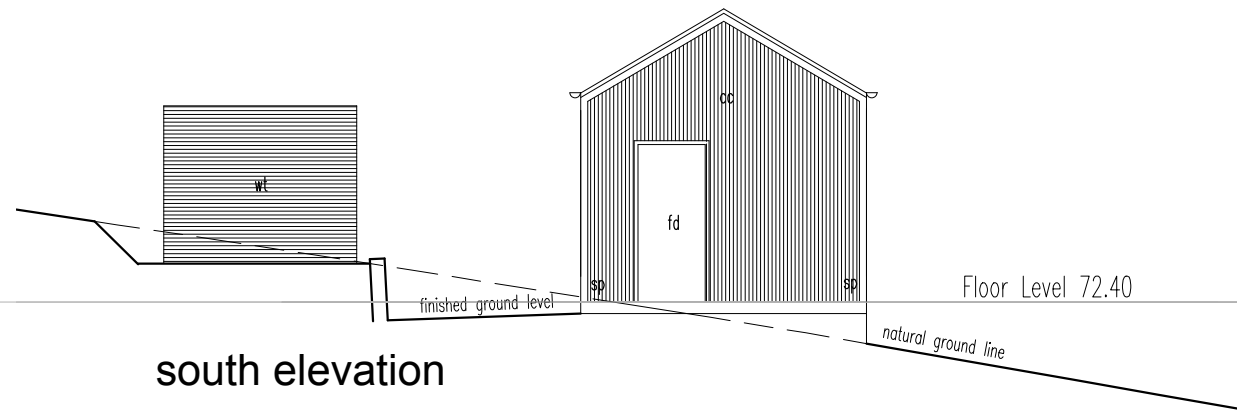 cc
wt
fd
sp
sp
Floor Level 72.40
finished ground level
natural ground line
south elevation